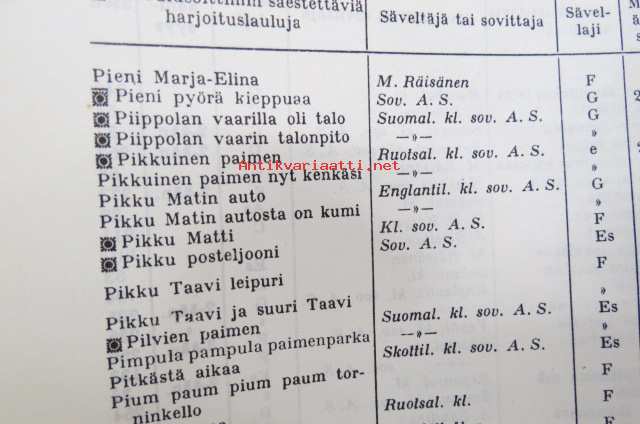 säestettäviä
harjoituslauluja
Säveltäjä tai sovittaja
Sävel-
laji
Pieni Marja-Elina M. Räisänen F
Pieni pyörä kieppuaa Sov. A. S. G
Piippolan vaarilla oli talo Suomal. kl. sov. A. S. G
Piippolan vaarin talonpito —»— »
Pikkuinen paimen Ruotsal. kl. sov. A. S. e
Antikvariaatti.net
Pikkuinen paimen nyt kenkäsi —»— »
Pikku Matin auto Englantil. kl. sov. A. S. G
Pikku Matin autosta on kumi —»— »
Pikku Matti Kl. sov. A. S. F
Pikku posteljooni Sov. A. S. Es
Pikku Taavi leipuri F
Pikku Taavi ja suuri Taavi »
Pilvien paimen Suomal. kl. sov. A. S. Es
Pimpula pampula paimenparka —»— »
Pitkästä aikaa Skottil. kl. sov. A. S. Es
Pium paum pium paum tor- F
ninkello Ruotsal. kl. F